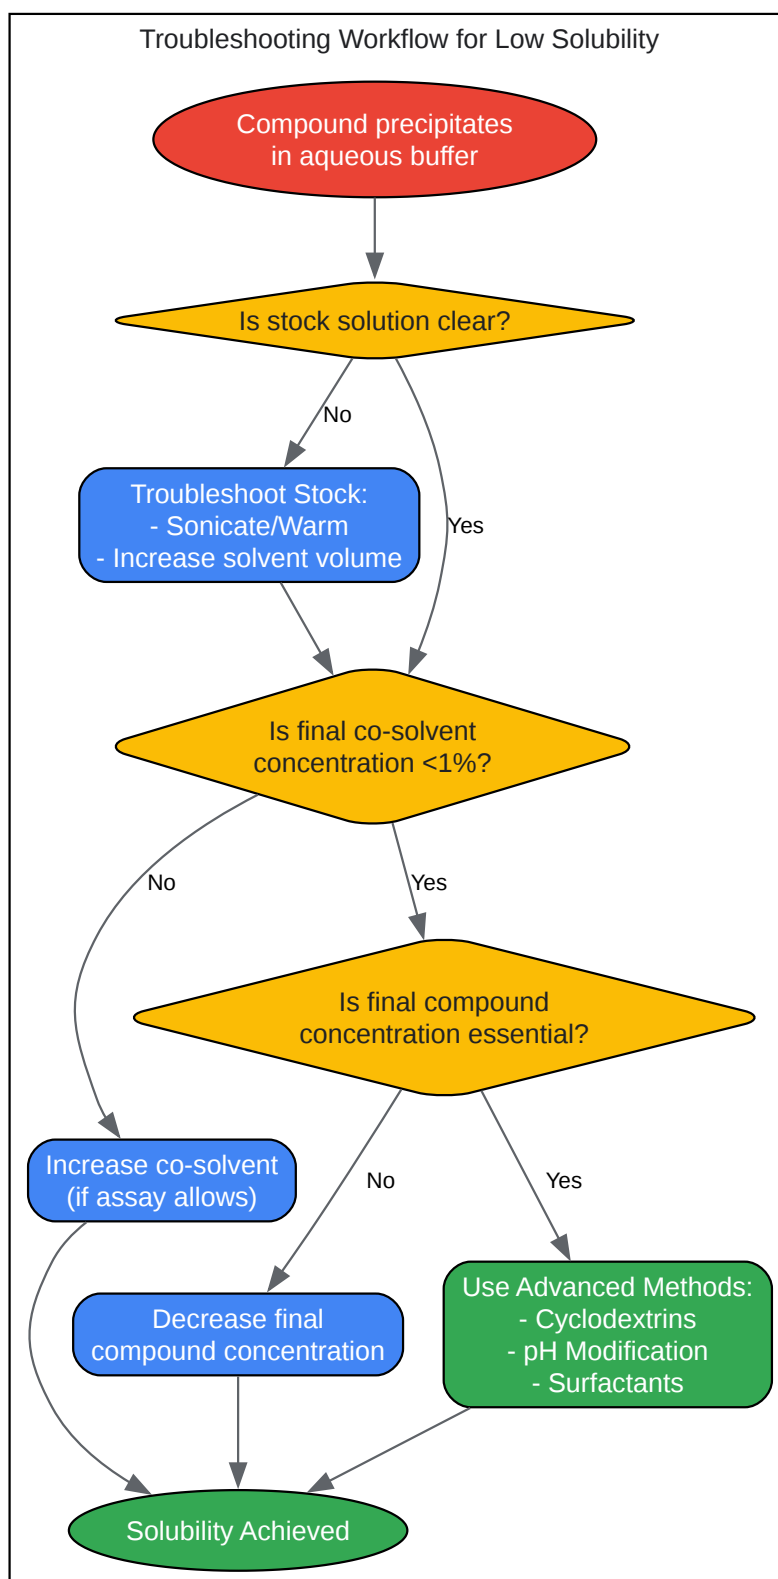 Troubleshooting Workflow for Low Solubility
Compound precipitates
in aqueous buffer
Is stock solution clear?
No
Troubleshoot Stock:
- Sonicate/Warm
- Increase solvent volume
Yes
Is final co-solvent
concentration <1%?
No
Yes
Is final compound
concentration essential?
Increase co-solvent
(if assay allows)
No
Yes
Decrease final
compound concentration
Use Advanced Methods:
- Cyclodextrins
- pH Modification
- Surfactants
Solubility Achieved